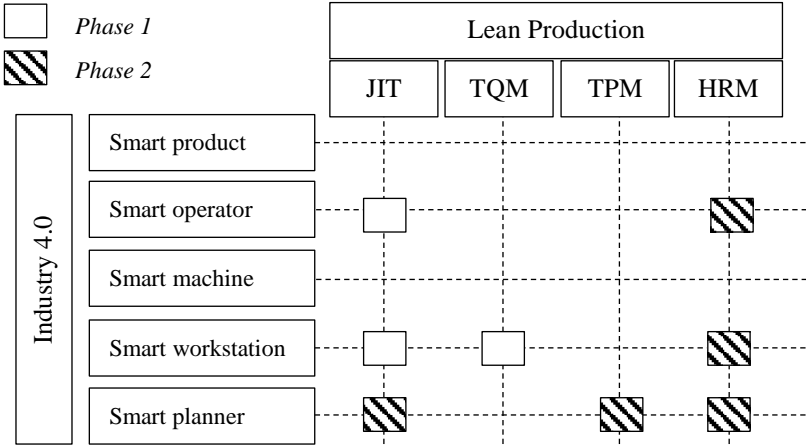 Phase 1
Phase 2
Lean Production
JIT TQM TPM HRM
Industry 4.0
Smart product
Smart operator
Smart machine
Smart workstation
Smart planner